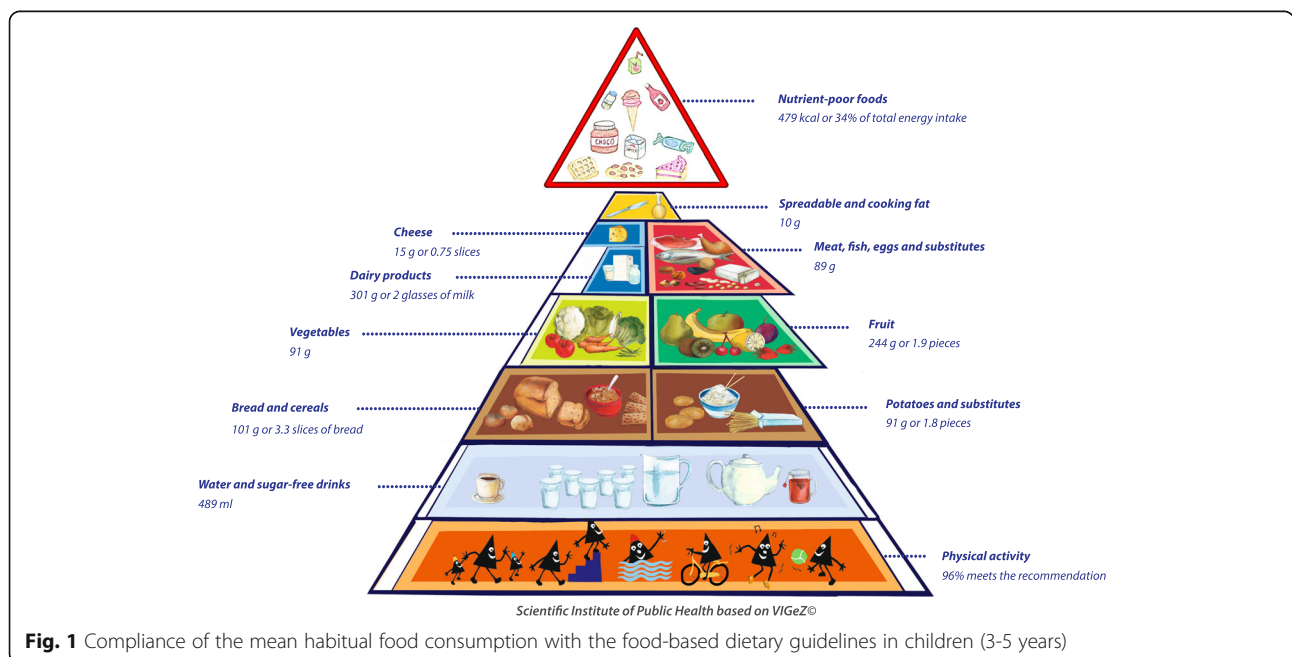 Nutrient-poor foods
479 kcal or 34% of total energy intake
CHOCO
Spreadable and cooking fat
10 g
Cheese
15 g or 0.75 slices
Meat, fish, eggs and substitutes
89 g
Dairy products
301 g or 2 glasses of milk
Vegetables
91 g
Fruit
244 g or 1.9 pieces
Bread and cereals
101 g or 3.3 slices of bread
Potatoes and substitutes
91 g or 1.8 pieces
Water and sugar-free drinks
489 ml
Physical activity
96% meets the recommendation
Scientific Institute of Public Health based on VIGeZ©
Fig. 1 Compliance of the mean habitual food consumption with the food-based dietary guidelines in children (3-5 years)